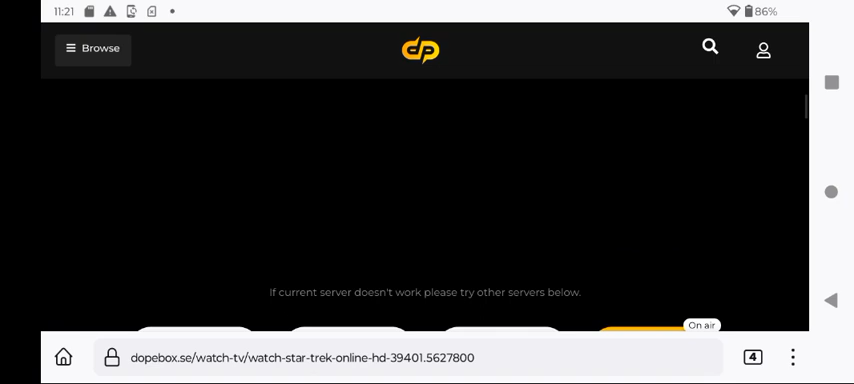 11:21
86%
Browse
dp
If current server doesn't work please try other servers below.
On air
dopebox.se/watch-tv/watch-star-trek-online-hd-39401.5627800
4